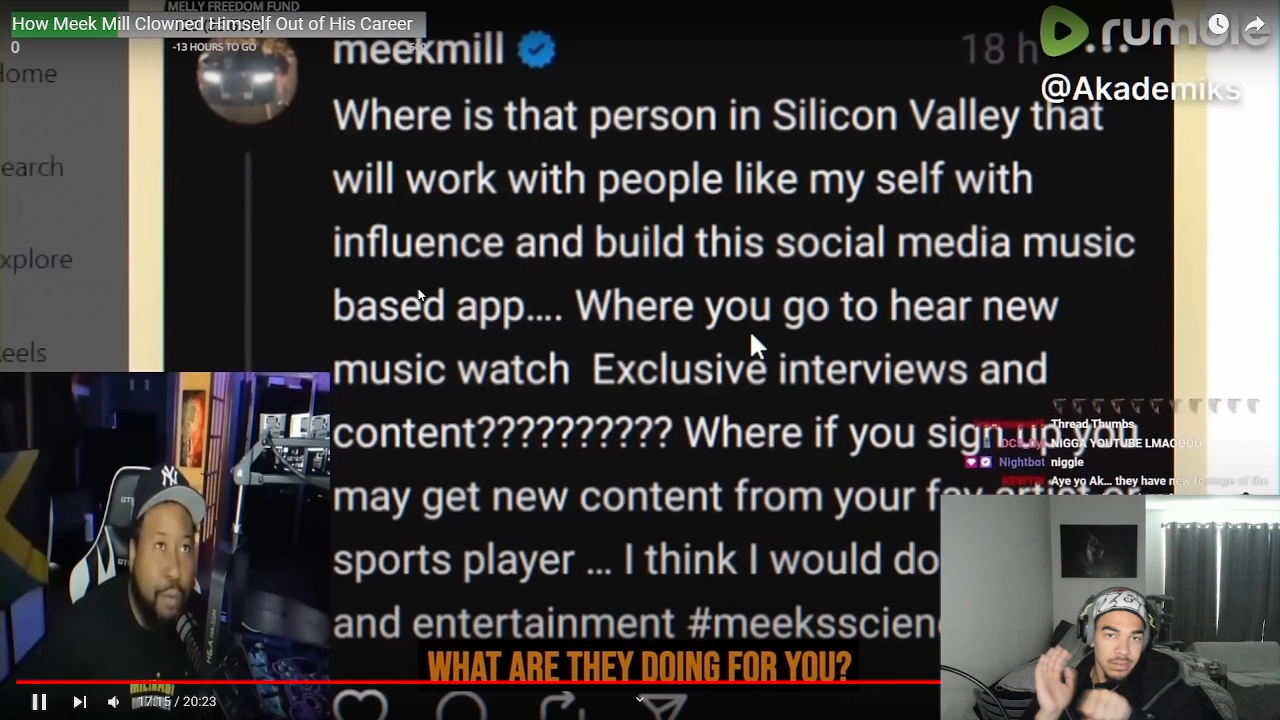 How Meek Mill Clowned Himself Out of His Career
MELLY FREEDOM FUND
0
-13 HOURS TO GO
rumble
@Akademiks
meekmill
18 h
Where is that person in Silicon Valley that
will work with people like my self with
influence and build this social media music
based app.... Where you go to hear new
music watch Exclusive interviews and
content?????????? Where if you sign up yo
may get new content from your fav artist or
sports player ... I think I would do
and entertainment #meeksscienc
ome
earch
xplore
eels
Thread Thumbs
NIGGA YOUTUBE LMAOOOO
Nightbot niggle
Aye yo Ak... they have new footage of the
WHAT ARE THEY DOING FOR YOU?
17:15 / 20:23